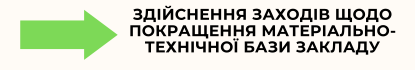 ЗДІЙСНЕННЯ ЗАХОДІВ ЩОДО
ПОКРАЩЕННЯ МАТЕРІАЛЬНО-
ТЕХНІЧНОЇ БАЗИ ЗАКЛАДУ